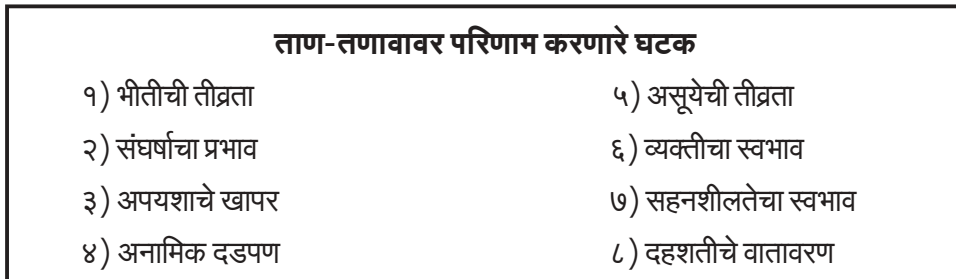 ताण-तणावावर परिणाम करणारे घटक
१) भीतीची तीव्रता
२) संघर्षाचा प्रभाव
३) अपयशाचे खापर
४) अनामिक दडपण
५) असूयेची तीव्रता
६) व्यक्तीचा स्वभाव
७) सहनशीलतेचा स्वभाव
८) दहशतीचे वातावरण